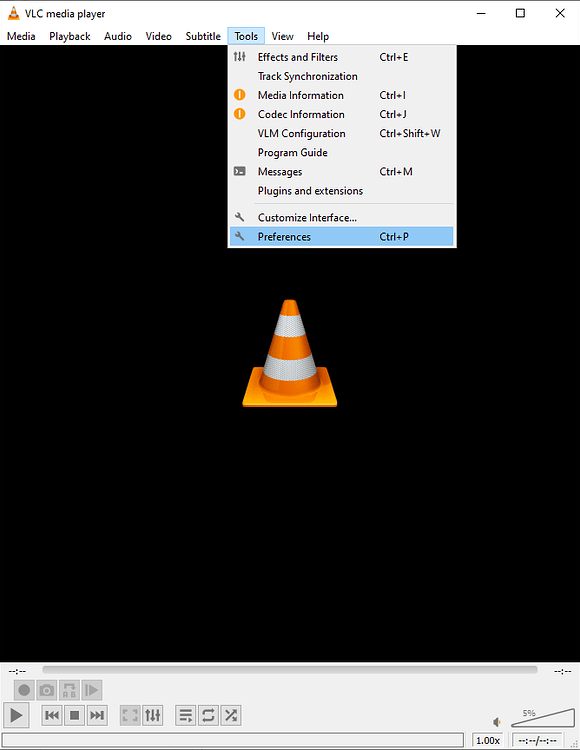 VLC media player
Media Playback Audio Video Subtitle Tools View Help
Effects and Filters Ctrl+E
Track Synchronization
Media Information Ctrl+I
Codec Information Ctrl+J
VLM Configuration Ctrl+Shift+W
Program Guide
Messages Ctrl+M
Plugins and extensions
Customize Interface...
Preferences Ctrl+P
--:-- --:--
A B
5%
1.00x --:--/--:--